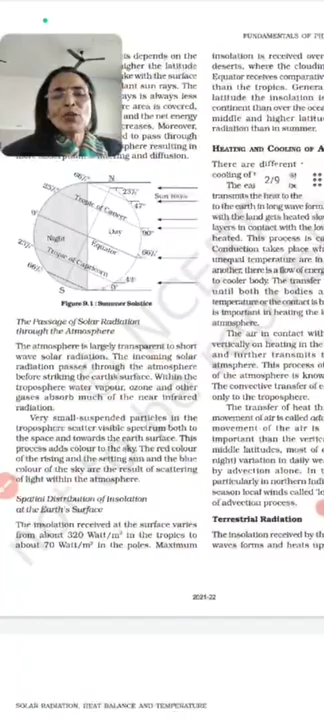 FUNDAMENTALS OF PH
is depends on the
igher the latitude
ke with the surface
lant sun rays. The
rays is always less
re area is covered,
and the net energy
creases. Moreover,
d to pass through
sphere resulting in
and diffusion.
66½
N
23½
0
23½
66½
S
Tropic of Cancer
Day
Night
Equator
Tropic of Capricorn
Sun rays
23½
47
90°
66½
43
0°
Figure 9.1 : Summer Solstice
The Passage of Solar Radiation
through the Atmosphere
The atmosphere is largely transparent to short
wave solar radiation. The incoming solar
radiation passes through the atmosphere
before striking the earth's surface. Within the
troposphere water vapour, ozone and other
gases absorb much of the near infrared
radiation.
Very small-suspended particles in the
troposphere scatter visible spectrum both to
the space and towards the earth surface. This
process adds colour to the sky. The red colour
of the rising and the setting sun and the blue
colour of the sky are the result of scattering
of light within the atmosphere.
Spatial Distribution of Insolation
at the Earth's Surface
The insolation received at the surface varies
from about 320 Watt/m² in the tropics to
about 70 Watt/m² in the poles. Maximum
insolation is received over
deserts, where the cloudin
Equator receives comparativ
than the tropics. Genera
latitude the insolation is
continent than over the ocea
middle and higher latitu
radiation than in summer.
HEATING AND COOLING OF A
There are different
cooling of
2/9
The ea
transmits the heat to the
to the earth in long wave form.
with the land gets heated slo
layers in contact with the lo
heated. This process is ca
Conduction takes place wh
unequal temperature are in
another, there is a flow of energ
to cooler body. The transfer
until both the bodies a
temperature or the contact is b
is important in heating the l
atmosphere.
The air in contact with
vertically on heating in the
and further transmits t
atmsphere. This process of
of the atmosphere is know
The convective transfer of e
only to the troposphere.
The transfer of heat th
movement of air is called adv
movement of the air is
important than the vertic
middle latitudes, most of
night) variation in daily we
by advection alone. In t
particularly in northern Indi
season local winds called 'lo
of advection process.
Terrestrial Radiation
The insolation received by th
waves forms and heats up
2021-22
SOLAR RADIATION, HEAT BALANCE AND TEMPERATURE